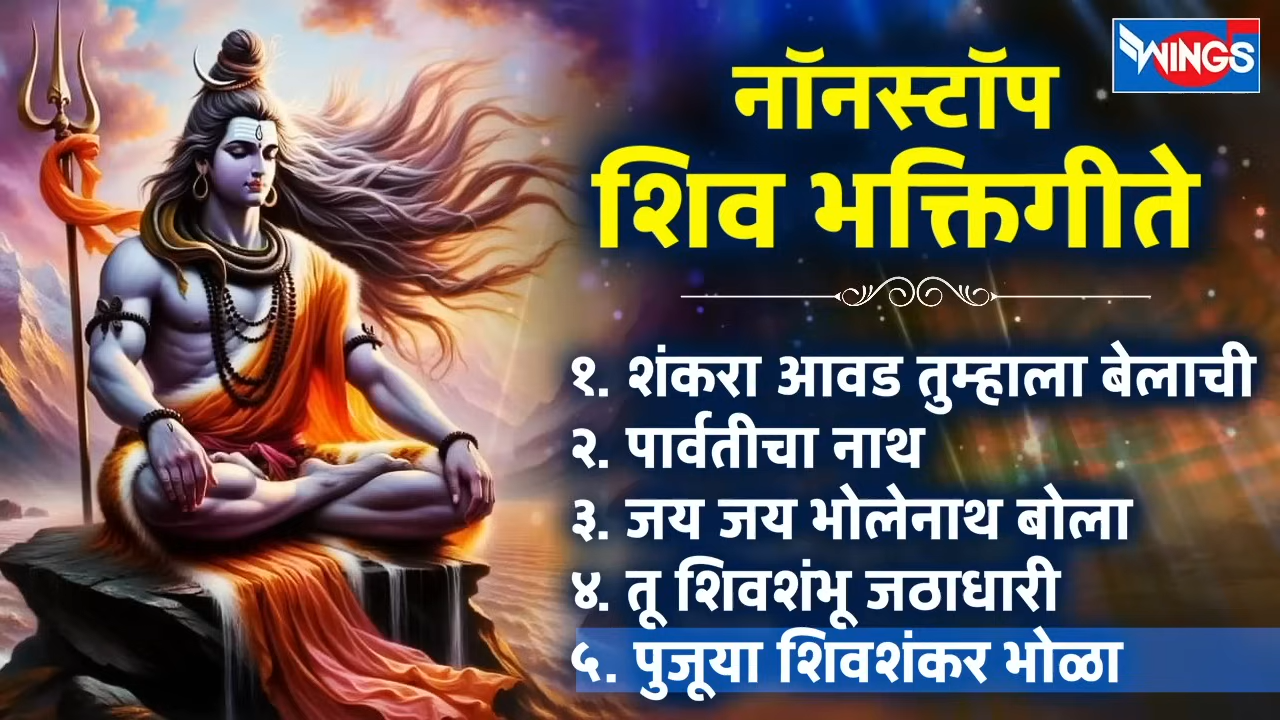 WINGS
नॉनस्टॉप
शिव भक्तिगीते
१. शंकरा आवड तुम्हाला बेलाची
२. पार्वतीचा नाथ
३. जय जय भोलेनाथ बोला
४. तू शिवशंभू जठाधारी
५. पुजूया शिवशंकर भोळा